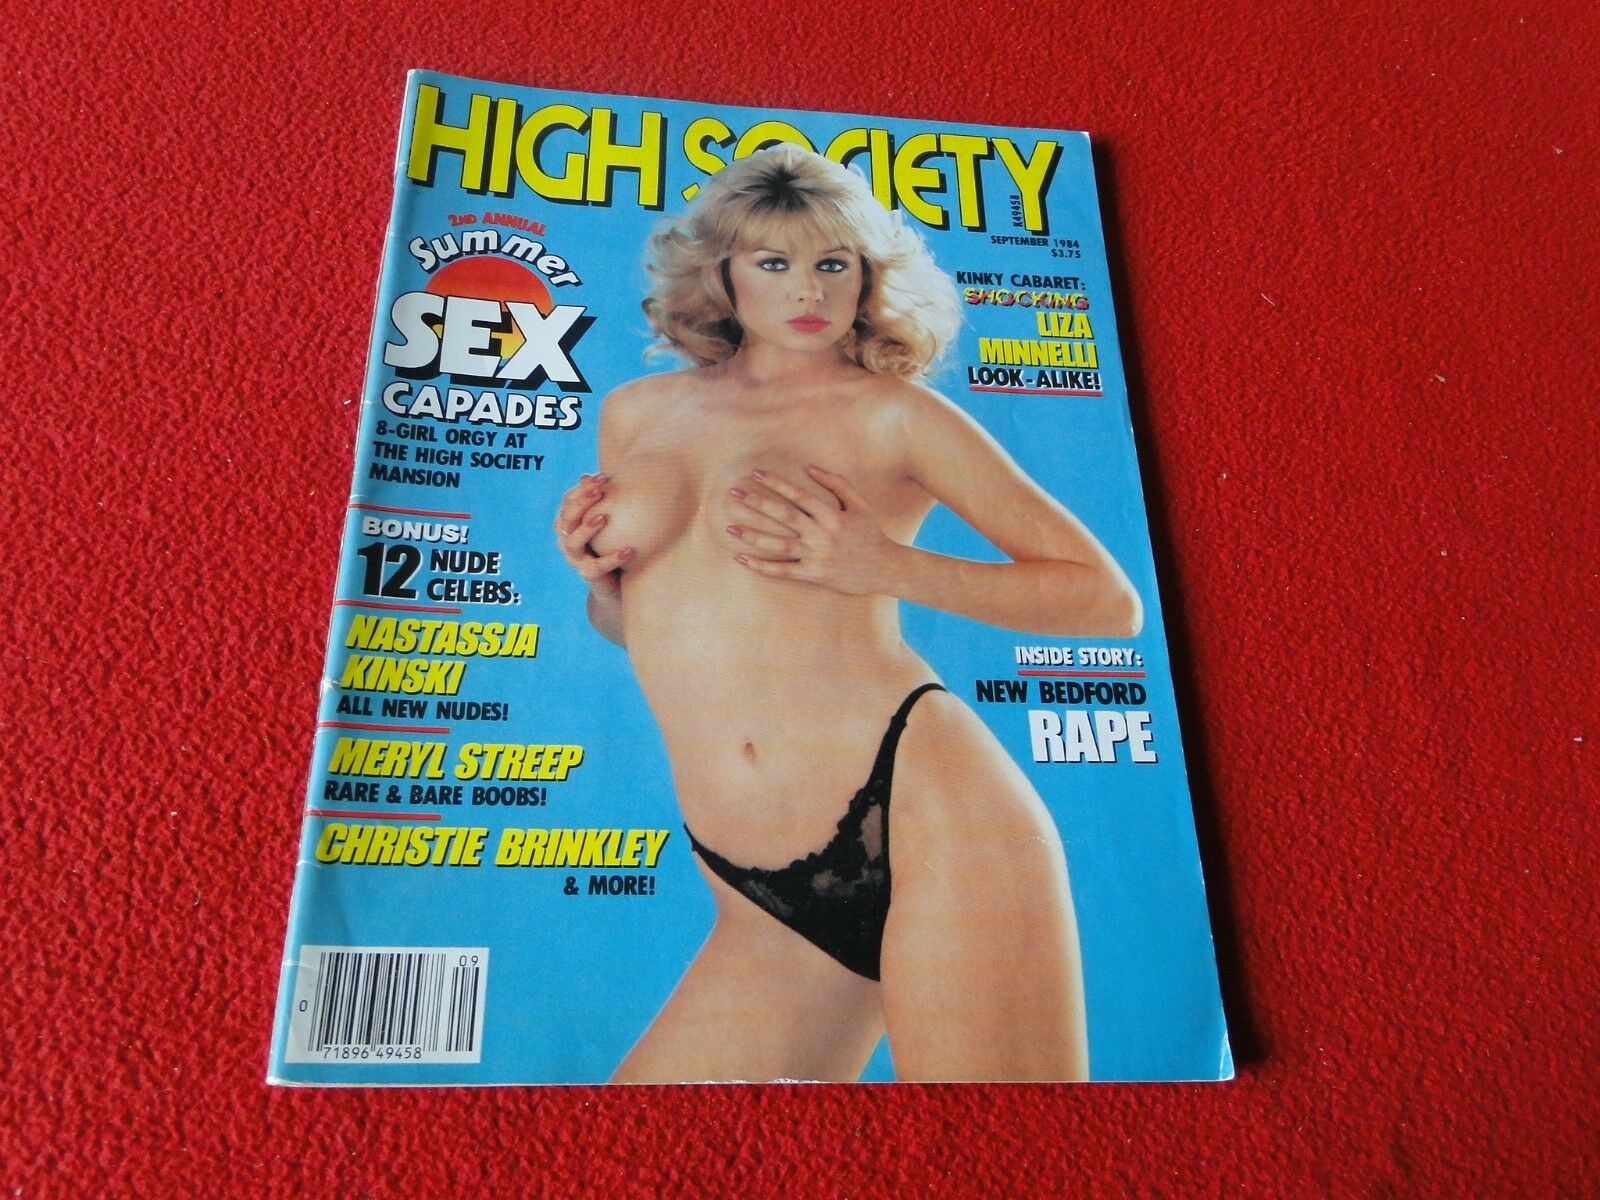 HIGH SOCIETY
K49458
SEPTEMBER 1984
$3.75
2ND ANNUAL
Summer
SEX
CAPADES
8-GIRL ORGY AT
THE HIGH SOCIETY
MANSION
BONUS!
12 NUDE
CELEBS:
NASTASSJA
KINSKI
ALL NEW NUDES!
MERYL STREEP
RARE & BARE BOOBS!
CHRISTIE BRINKLEY
& MORE!
KINKY CABARET:
SHOCKING
LIZA
MINNELLI
LOOK-ALIKE!
INSIDE STORY:
NEW BEDFORD
RAPE
09
0
71896 49458